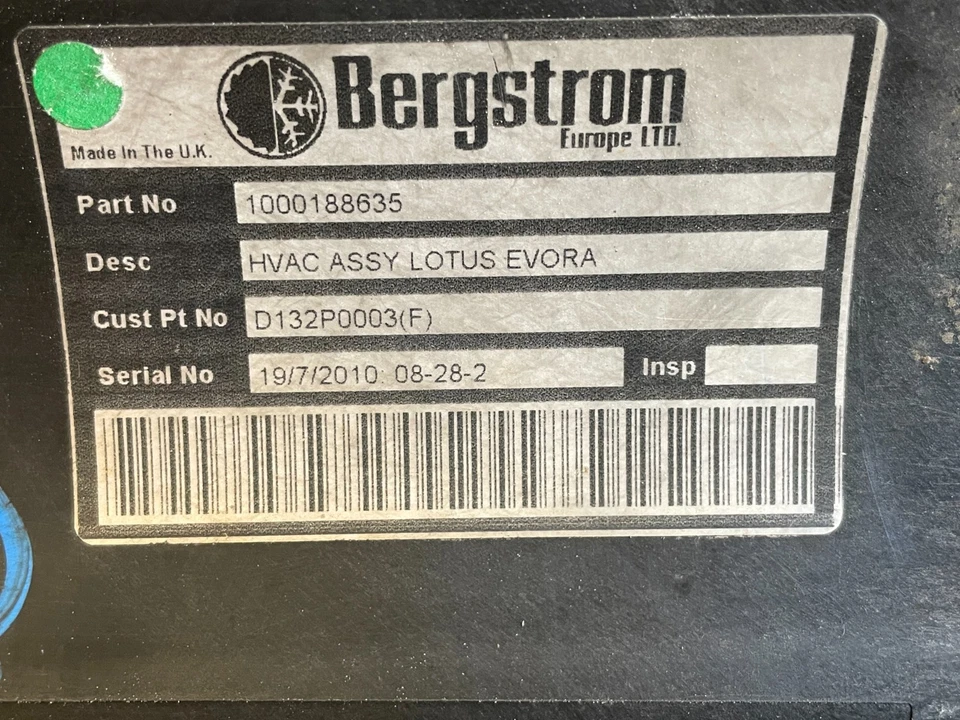 Bergstrom
Europe LTD.
Made In The U.K.
Part No 1000188635
Desc HVAC ASSY LOTUS EVORA
Cust Pt No D132P0003(F)
Serial No 19/7/2010: 08-28-2 Insp